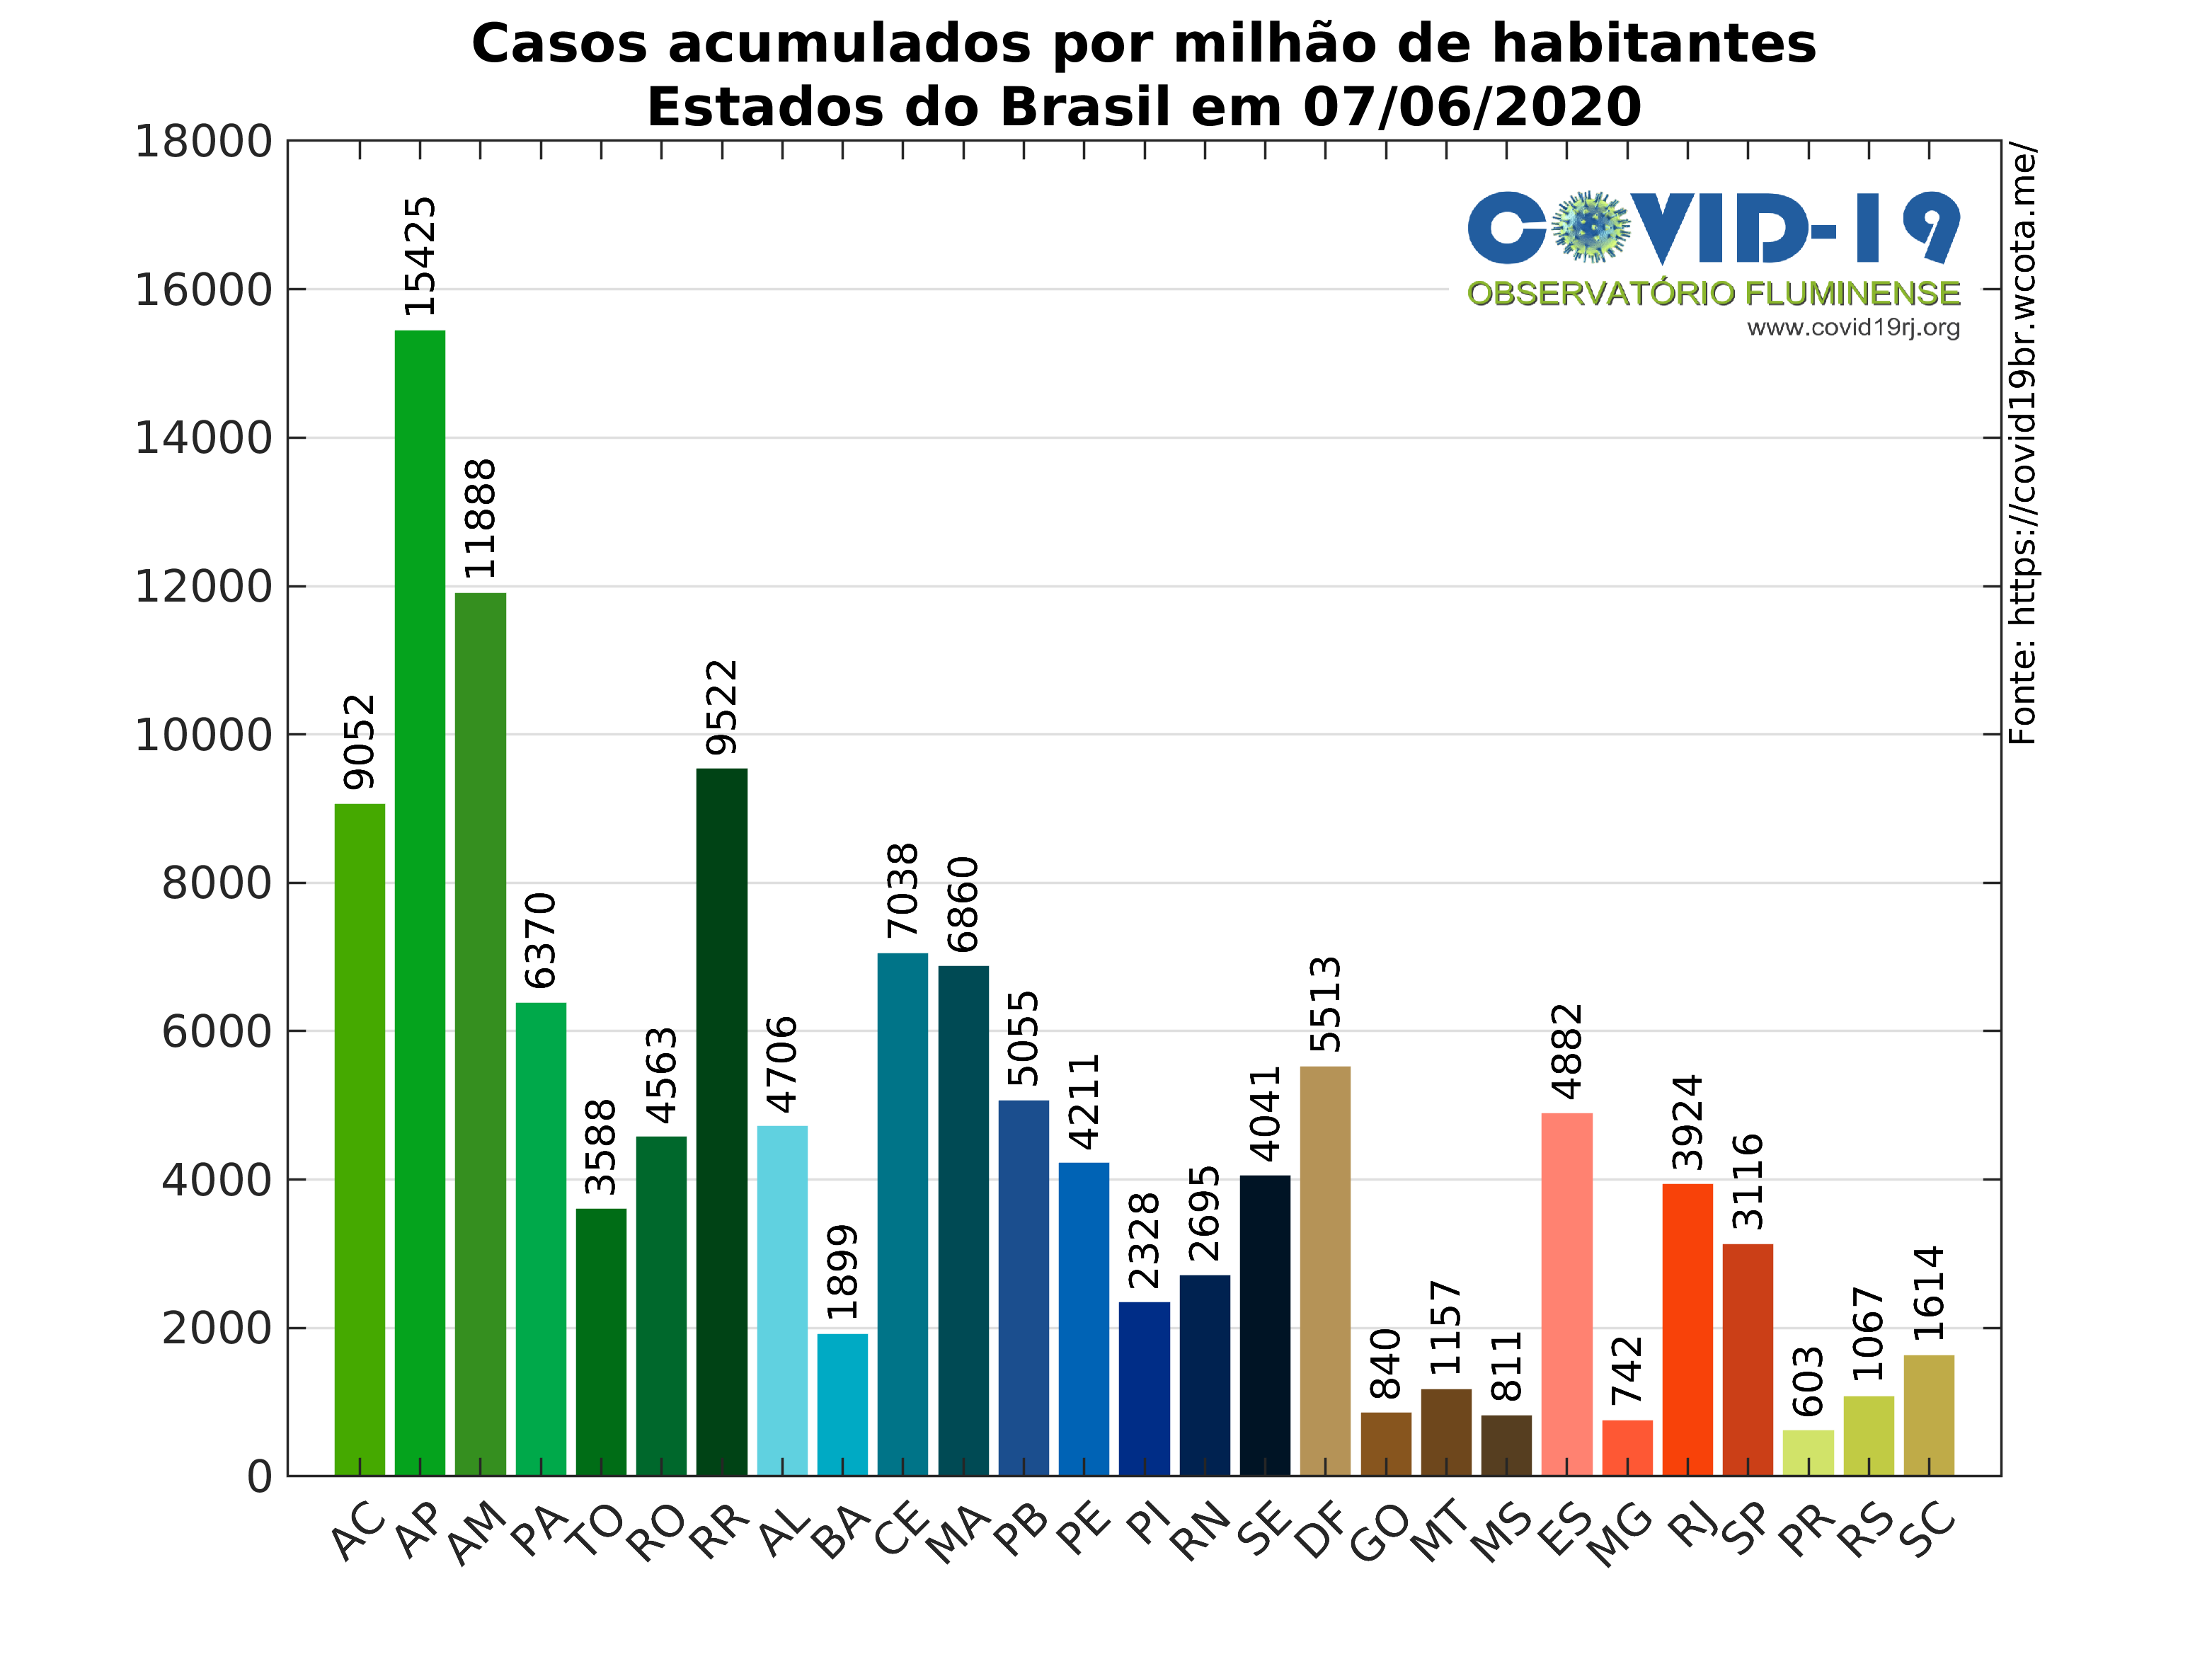 Casos acumulados por milhão de habitantes
Estados do Brasil em 07/06/2020
18000
16000
14000
12000
10000
8000
6000
4000
2000
0
9052
15425
11888
6370
3588
4563
9522
4706
1899
7038
6860
5055
4211
2328
2695
4041
5513
840
1157
811
4882
742
3924
3116
603
1067
1614
COVID-19
OBSERVATÓRIO FLUMINENSE
www.covid19rj.org
Fonte: https://covid19br.wcota.me/
AC
AP
AM
PA
TO
RO
RR
AL
BA
CE
MA
PB
PE
PI
RN
SE
DF
GO
MT
MS
ES
MG
RJ
SP
PR
RS
SC